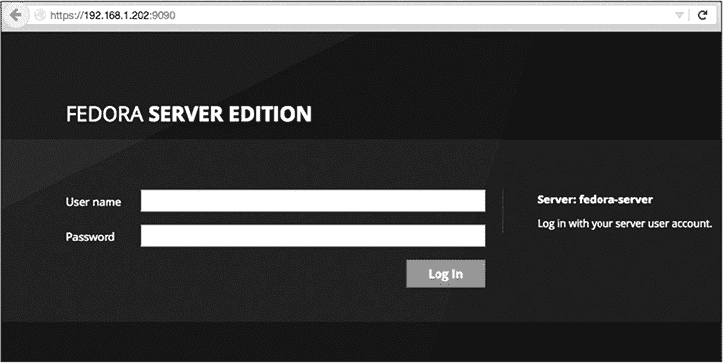 https://192.168.1.202:9090
FEDORA SERVER EDITION
User name
Password
Log In
Server: fedora-server
Log in with your server user account.